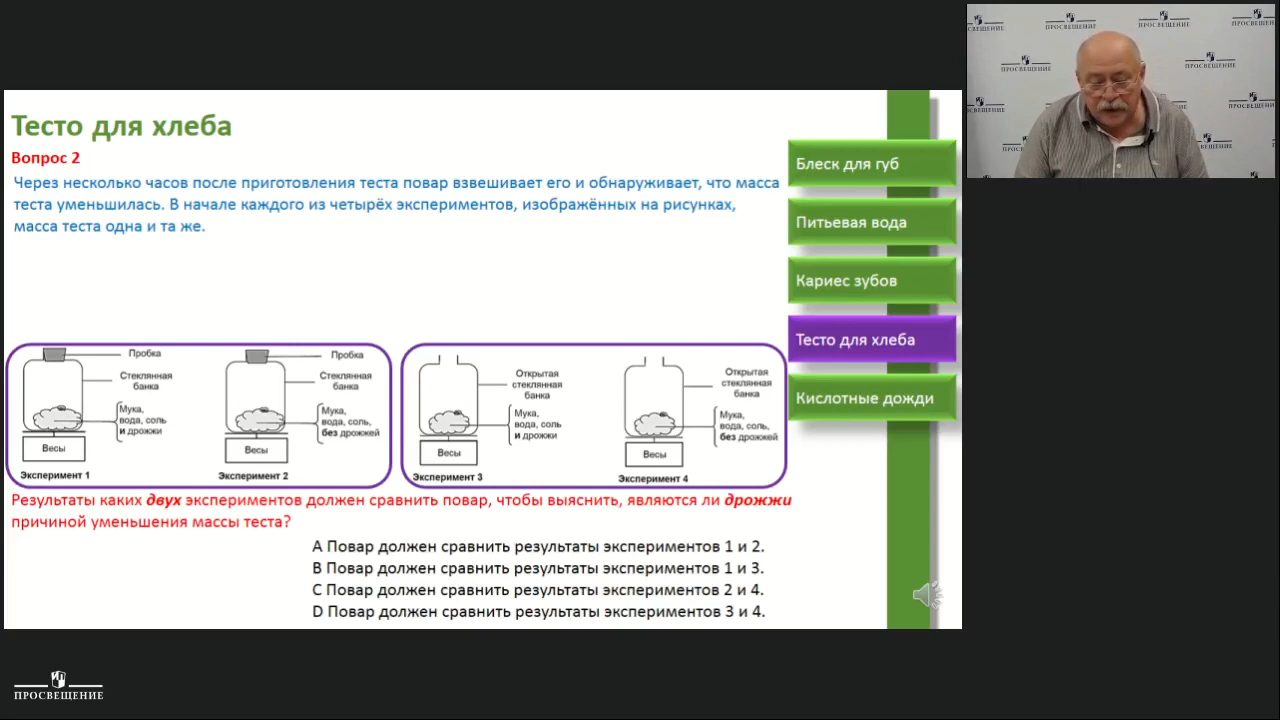 Тесто для хлеба
Вопрос 2
Через несколько часов после приготовления теста повар взвешивает его и обнаруживает, что масса
теста уменьшилась. В начале каждого из четырёх экспериментов, изображённых на рисунках,
масса теста одна и та же.
Пробка
Стеклянная
банка
Мука,
вода, соль
и дрожжи
Весы
Эксперимент 1
Пробка
Стеклянная
банка
Мука,
вода, соль,
без дрожжей
Весы
Эксперимент 2
Открытая
стеклянная
банка
Мука,
вода, соль
и дрожжи
Весы
Эксперимент 3
Открытая
стеклянная
банка
Мука,
вода, соль,
без дрожжей
Весы
Эксперимент 4
Результаты каких двух экспериментов должен сравнить повар, чтобы выяснить, являются ли дрожжи
причиной уменьшения массы теста?
A Повар должен сравнить результаты экспериментов 1 и 2.
B Повар должен сравнить результаты экспериментов 1 и 3.
C Повар должен сравнить результаты экспериментов 2 и 4.
D Повар должен сравнить результаты экспериментов 3 и 4.
Блеск для губ
Питьевая вода
Кариес зубов
Тесто для хлеба
Кислотные дожди
ПРОСВЕЩЕНИЕ
ПРОСВЕЩЕНИЕ
ПРОСВЕЩЕНИЕ
ПРОСВЕЩЕНИЕ
ПРОСВЕЩЕНИЕ